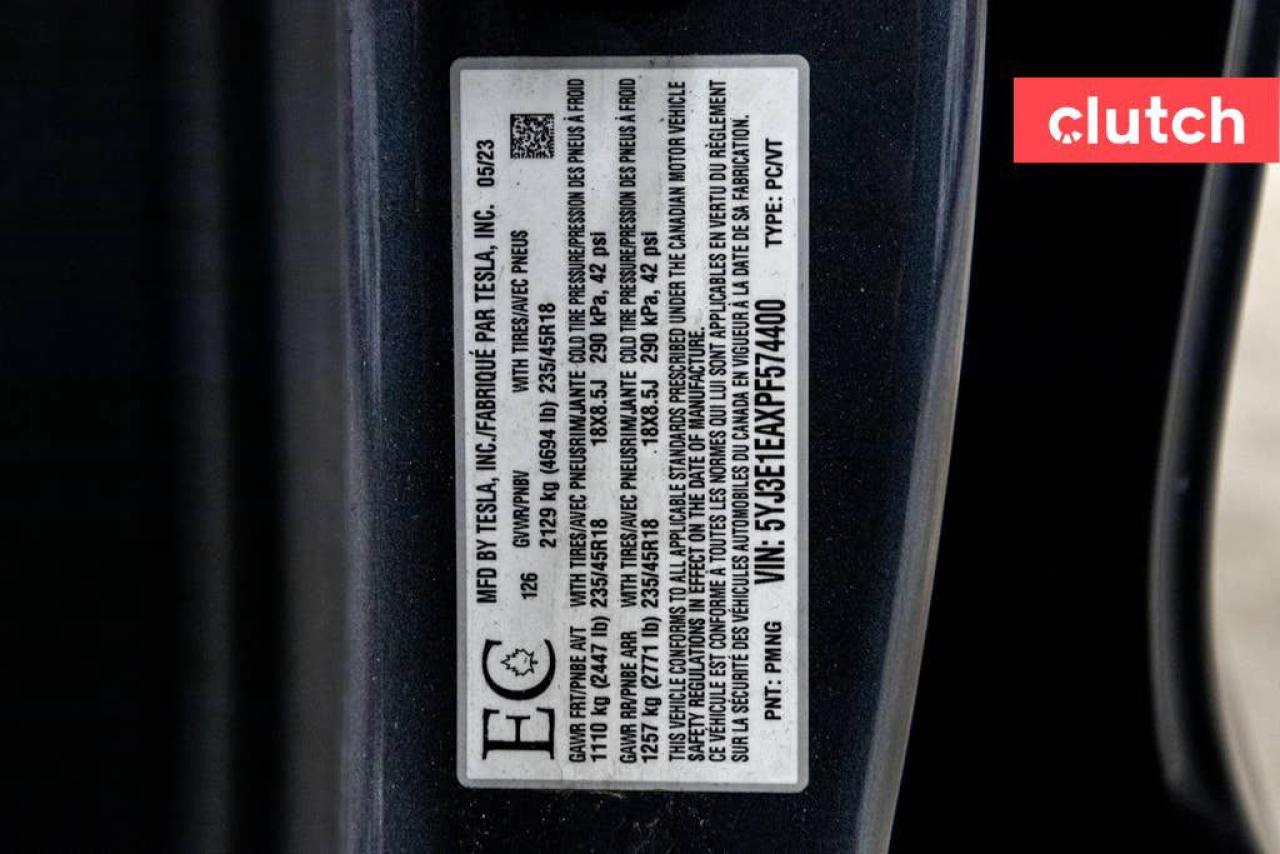 clutch
MFD BY TESLA, INC./FABRIQUÉ PAR TESLA, INC. 05/23
126 GVWR/PNBV WITH TIRES/AVEC PNEUS
2129 kg (4694 lb) 235/45R18
EC
GAWR FRT/PNBE AVT WITH TIRES/AVEC PNEUS RIM/JANTE COLD TIRE PRESSURE/PRESSION DES PNEUS À FROID
1110 kg (2447 lb) 235/45R18 18X8.5J 290 kPa, 42 psi
GAWR RR/PNBE ARR WITH TIRES/AVEC PNEUS RIM/JANTE COLD TIRE PRESSURE/PRESSION DES PNEUS À FROID
1257 kg (2771 lb) 235/45R18 18X8.5J 290 kPa, 42 psi
THIS VEHICLE CONFORMS TO ALL APPLICABLE STANDARDS PRESCRIBED UNDER THE CANADIAN MOTOR VEHICLE
SAFETY REGULATIONS IN EFFECT ON THE DATE OF MANUFACTURE.
CE VÉHICULE EST CONFORME À TOUTES LES NORMES QUI LUI SONT APPLICABLES EN VERTU DU RÈGLEMENT
SUR LA SÉCURITÉ DES VÉHICULES AUTOMOBILES DU CANADA EN VIGUEUR À LA DATE DE SA FABRICATION.
PNT: PMNG VIN: 5YJ3E1EAXPF574400 TYPE: PC/VT